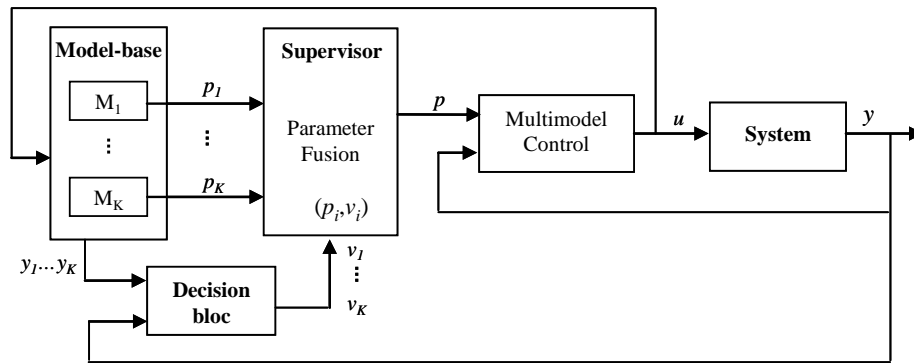 Model-base
M1
...
MK
p1
...
pK
Supervisor
Parameter
Fusion
(pi,vi)
p
Multimodel
Control
u
System
y
y1...yK
Decision
bloc
v1
...
vK